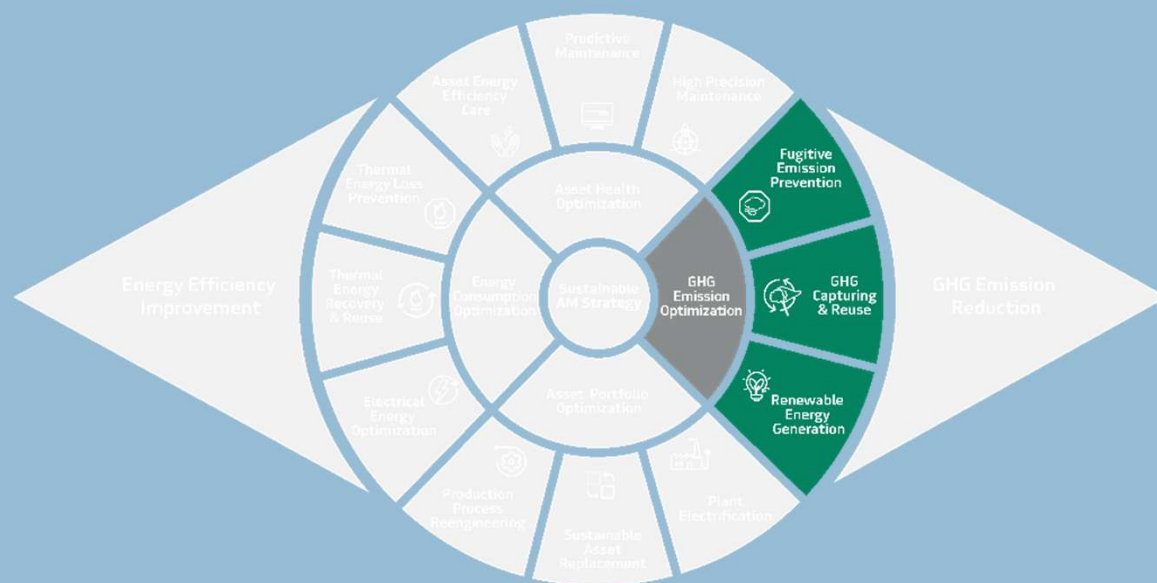 Predictive
Maintenance
Asset Energy
Efficiency
Care
High Precision
Maintenance
Thermal
Energy Loss
Prevention
Fugitive
Emission
Prevention
Asset Health
Optimization
Energy Efficiency
Improvement
Thermal
Energy
Recovery
& Reuse
Energy
Consumption
Optimization
Sustainable
AM Strategy
GHG
Emission
Optimization
GHG
Capturing
& Reuse
GHG Emission
Reduction
Asset Portfolio
Optimization
Electrical
Energy
Optimization
Renewable
Energy
Generation
Production
Process
Reengineering
Sustainable
Asset
Replacement
Plant
Electrification